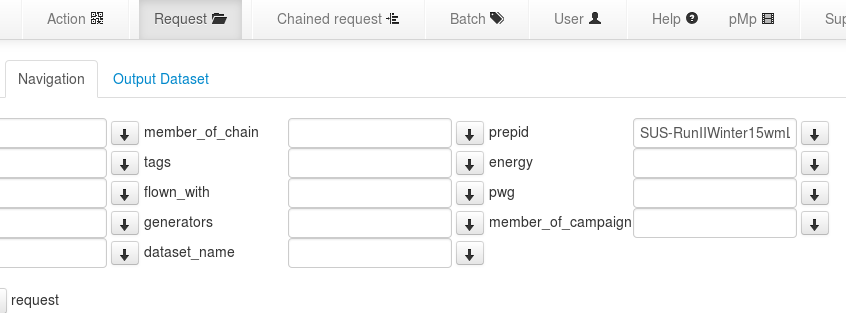 Action Request Chained request Batch User Help pMp Sup
Navigation Output Dataset
member_of_chain prepid SUS-RunIIWinter15wmL
tags energy
flown_with pwg
generators member_of_campaign
dataset_name
request